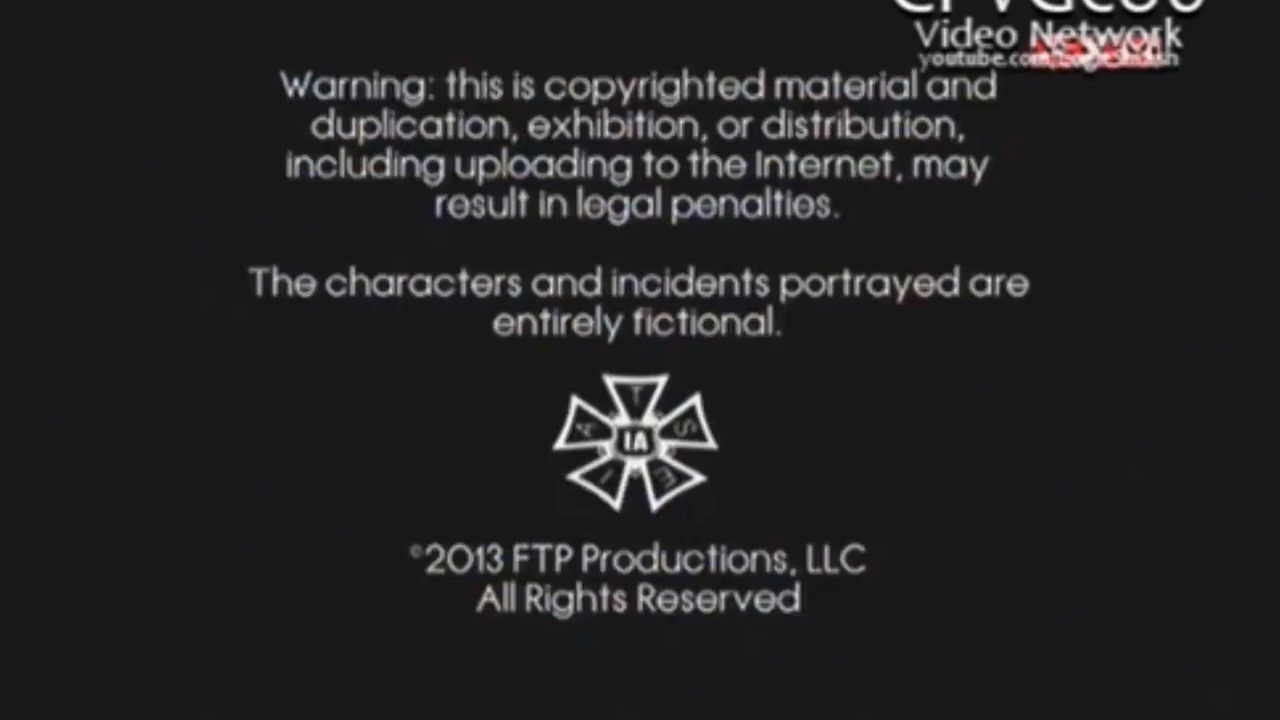 Video Network
Warning: this is copyrighted material and
duplication, exhibition, or distribution,
including uploading to the Internet, may
result in legal penalties.
The characters and incidents portrayed are
entirely fictional.
T
A
IA
S
I
E
©2013 FTP Productions, LLC
All Rights Reserved